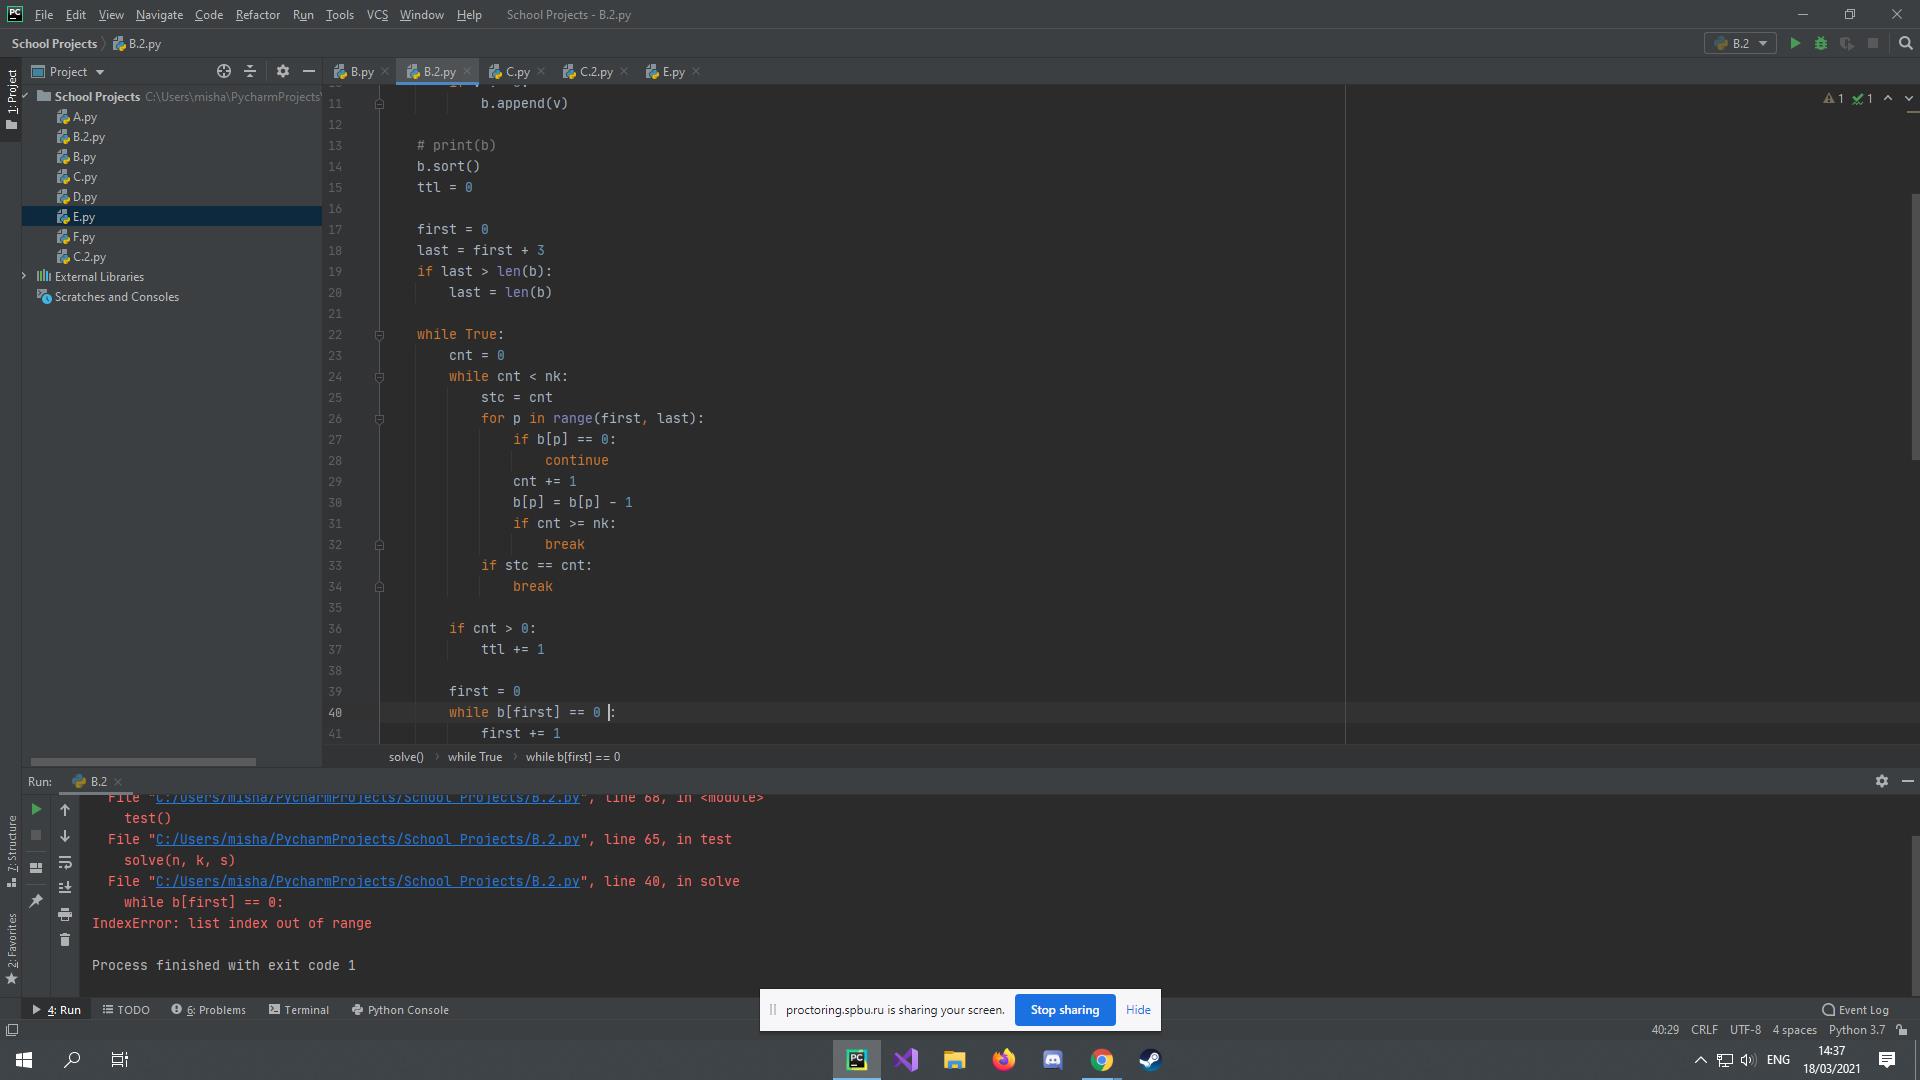 File Edit View Navigate Code Refactor Run Tools VCS Window Help School Projects - B.2.py
School Projects B.2.py B.2
Project B.py B.2.py C.py C.2.py E.py
1: Project
School Projects C:\Users\misha\PycharmProjects\
A.py
B.2.py
B.py
C.py
D.py
E.py
F.py
C.2.py
External Libraries
Scratches and Consoles
1 1
11 b.append(v)
12
13 # print(b)
14 b.sort()
15 ttl = 0
16
17 first = 0
18 last = first + 3
19 if last > len(b):
20 last = len(b)
21
22 while True:
23 cnt = 0
24 while cnt < nk:
25 stc = cnt
26 for p in range(first, last):
27 if b[p] == 0:
28 continue
29 cnt += 1
30 b[p] = b[p] - 1
31 if cnt >= nk:
32 break
33 if stc == cnt:
34 break
35
36 if cnt > 0:
37 ttl += 1
38
39 first = 0
40 while b[first] == 0 :
41 first += 1
solve() while True while b[first] == 0
Run: B.2
7: Structure
2: Favorites
File "C:/Users/misha/PycharmProjects/School Projects/B.2.py", line 68, in <module>
test()
File "C:/Users/misha/PycharmProjects/School Projects/B.2.py", line 65, in test
solve(n, k, s)
File "C:/Users/misha/PycharmProjects/School Projects/B.2.py", line 40, in solve
while b[first] == 0:
IndexError: list index out of range
Process finished with exit code 1
proctoring.spbu.ru is sharing your screen. Stop sharing Hide
4: Run TODO 6: Problems Terminal Python Console Event Log
40:29 CRLF UTF-8 4 spaces Python 3.7
ENG 14:37
18/03/2021